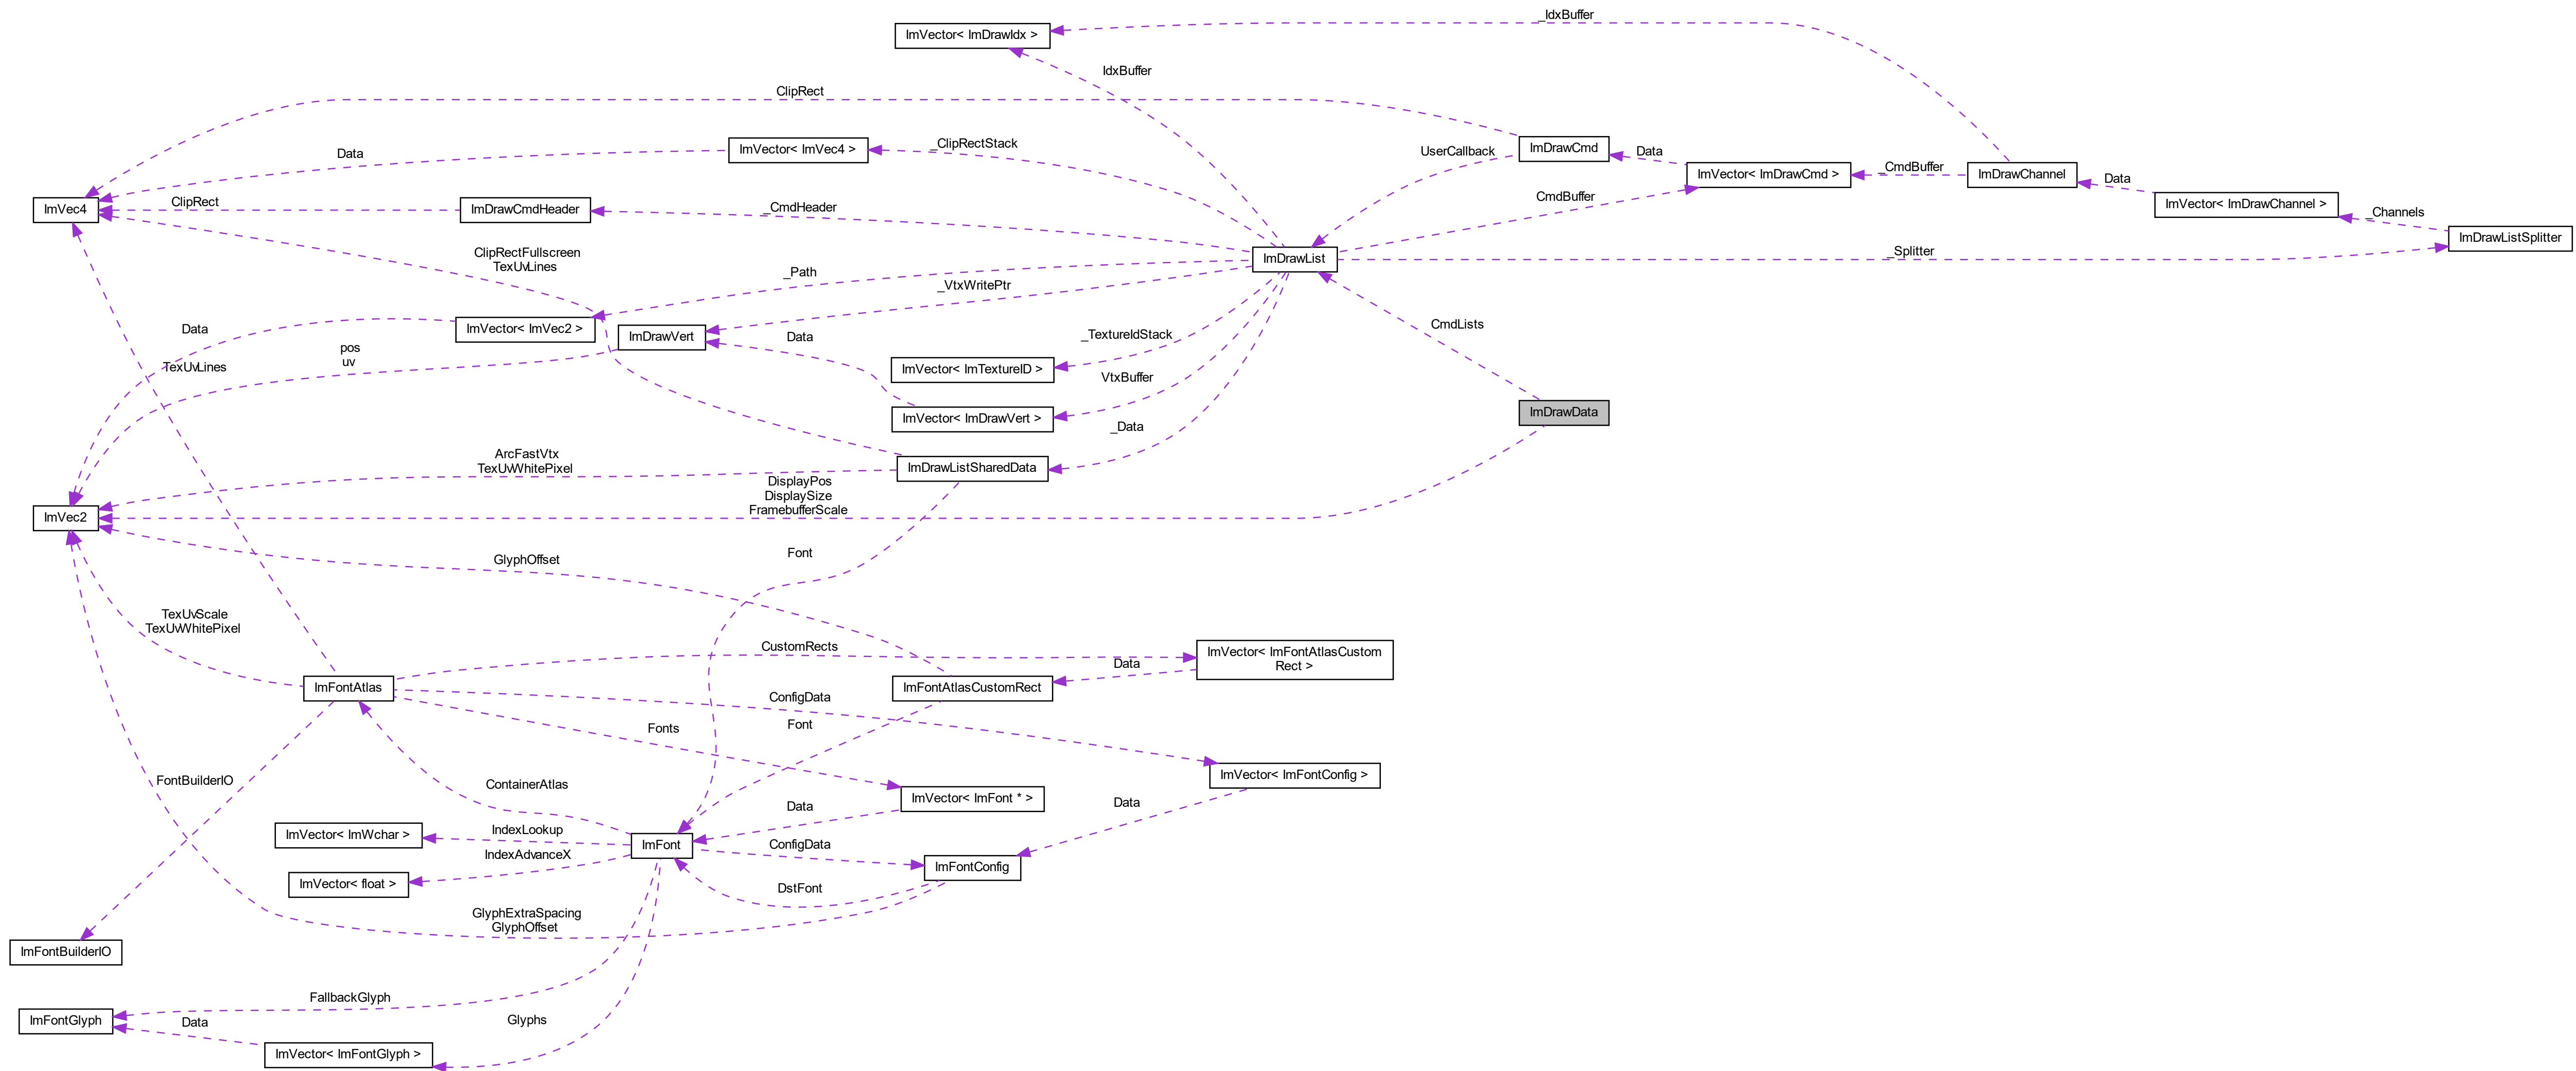 _IdxBuffer
ImVector< ImDrawIdx >
IdxBuffer
ClipRect
_ClipRectStack
ImDrawCmd
ImVector< ImVec4 >
Data
UserCallback
Data
ImVector< ImDrawCmd >
_CmdBuffer
ImDrawChannel
Data
ImVector< ImDrawChannel >
ImVec4
ClipRect
ImDrawCmdHeader
_CmdHeader
CmdBuffer
_Channels
ImDrawListSplitter
ClipRectFullscreen
TexUvLines
ImDrawList
_Splitter
_Path
_VtxWritePtr
Data
ImVector< ImVec2 >
ImDrawVert
Data
_TextureIdStack
CmdLists
pos
uv
TexUvLines
ImVector< ImTextureID >
VtxBuffer
ImVector< ImDrawVert >
ImDrawData
_Data
ArcFastVtx
TexUvWhitePixel
ImDrawListSharedData
DisplayPos
DisplaySize
FramebufferScale
ImVec2
GlyphOffset
Font
TexUvScale
TexUvWhitePixel
CustomRects
ImVector< ImFontAtlasCustom
Rect >
Data
ImFontAtlas
ImFontAtlasCustomRect
ConfigData
Font
Fonts
FontBuilderIO
ContainerAtlas
ImVector< ImFontConfig >
ImVector< ImFont * >
Data
Data
ImVector< ImWchar >
IndexLookup
ImFont
ConfigData
IndexAdvanceX
ImFontConfig
ImVector< float >
DstFont
GlyphExtraSpacing
GlyphOffset
ImFontBuilderIO
FallbackGlyph
ImFontGlyph
Data
Glyphs
ImVector< ImFontGlyph >